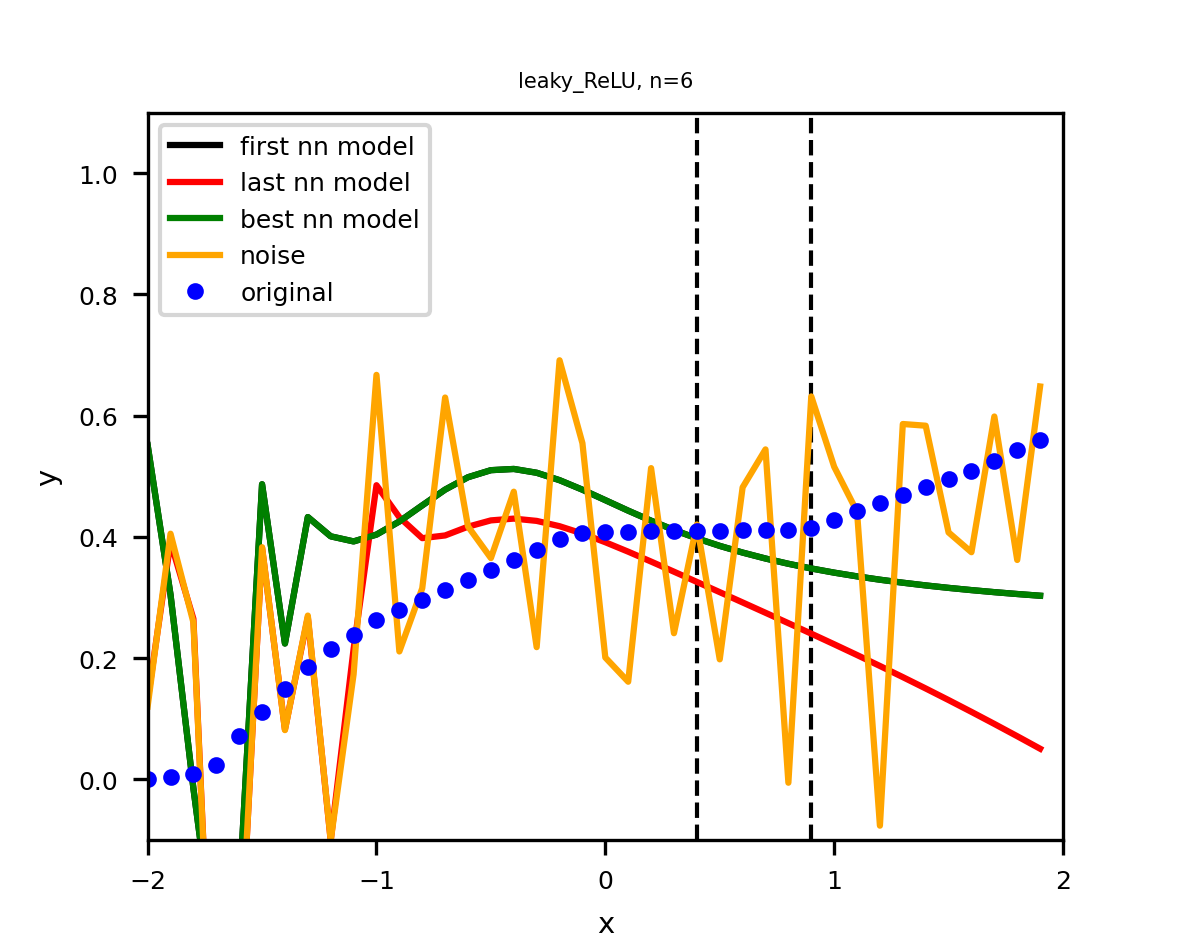 leaky_ReLU, n=6
first nn model
last nn model
best nn model
noise
original
1.0
0.8
0.6
0.4
0.2
0.0
y
−2
−1
0
1
2
x